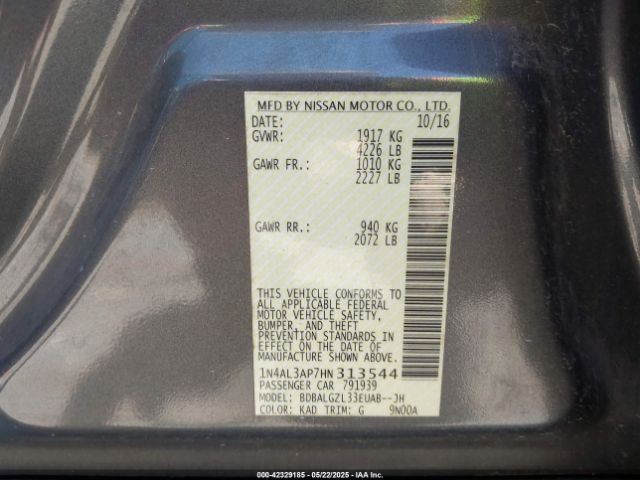 MFD BY NISSAN MOTOR CO., LTD.
DATE: 10/16
GVWR: 1917 KG
4226 LB
GAWR FR.: 1010 KG
2227 LB
GAWR RR.: 940 KG
2072 LB
THIS VEHICLE CONFORMS TO
ALL APPLICABLE FEDERAL
MOTOR VEHICLE SAFETY,
BUMPER, AND THEFT
PREVENTION STANDARDS IN
EFFECT ON THE DATE OF
MANUFACTURE SHOWN ABOVE.
1N4AL3AP7HN313544
PASSENGER CAR 791939
MODEL: BDBALGZL33EUAB--JH
COLOR: KAD TRIM: G 9N00A
000-42329185 - 05/22/2025 - IAAI.COM